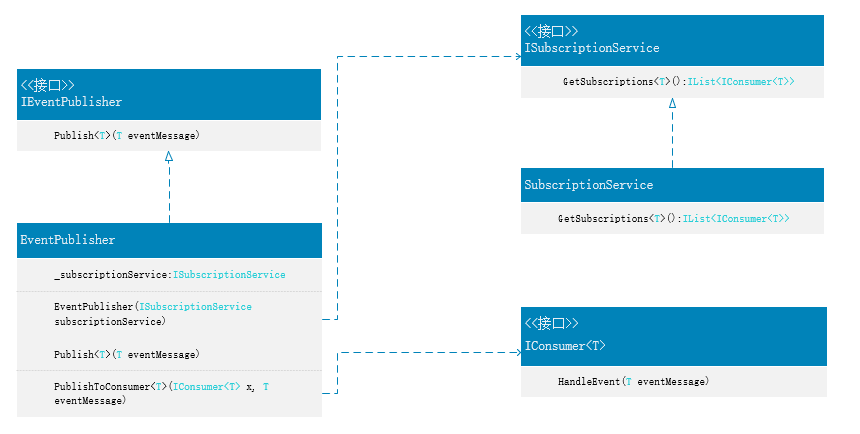 <<接口>>
IEventPublisher
Publish<T>(T eventMessage)
EventPublisher
_subscriptionService:ISubscriptionService
EventPublisher(ISubscriptionService
subscriptionService)
Publish<T>(T eventMessage)
PublishToConsumer<T>(IConsumer<T> x, T
eventMessage)
<<接口>>
ISubscriptionService
GetSubscriptions<T>():IList<IConsumer<T>>
SubscriptionService
GetSubscriptions<T>():IList<IConsumer<T>>
<<接口>>
IConsumer<T>
HandleEvent(T eventMessage)